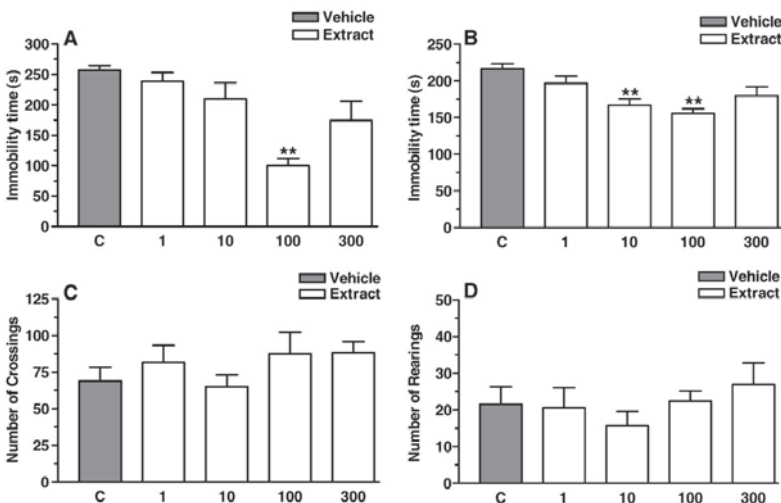 A
Vehicle
Extract
Immobility time (s)
300
250
200
150
100
50
0
**
C 1 10 100 300
B
Vehicle
Extract
Immobility time (s)
250
200
150
100
50
0
** **
C 1 10 100 300
C
Vehicle
Extract
Number of Crossings
125
100
75
50
25
0
C 1 10 100 300
D
Vehicle
Extract
Number of Rearings
50
40
30
20
10
0
C 1 10 100 300